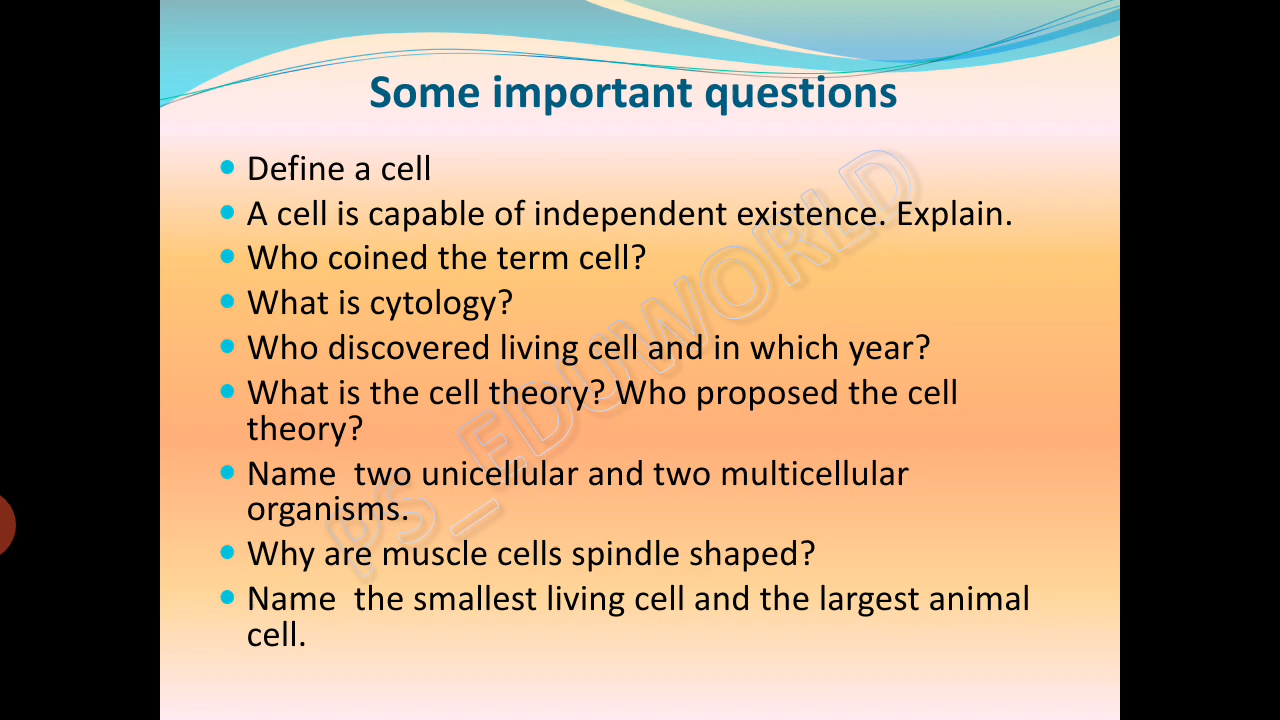 Some important questions
• Define a cell
• A cell is capable of independent existence. Explain.
• Who coined the term cell?
• What is cytology?
• Who discovered living cell and in which year?
• What is the cell theory? Who proposed the cell
theory?
• Name  two unicellular and two multicellular
organisms.
• Why are muscle cells spindle shaped?
• Name  the smallest living cell and the largest animal
cell.
PS_EDUWORLD